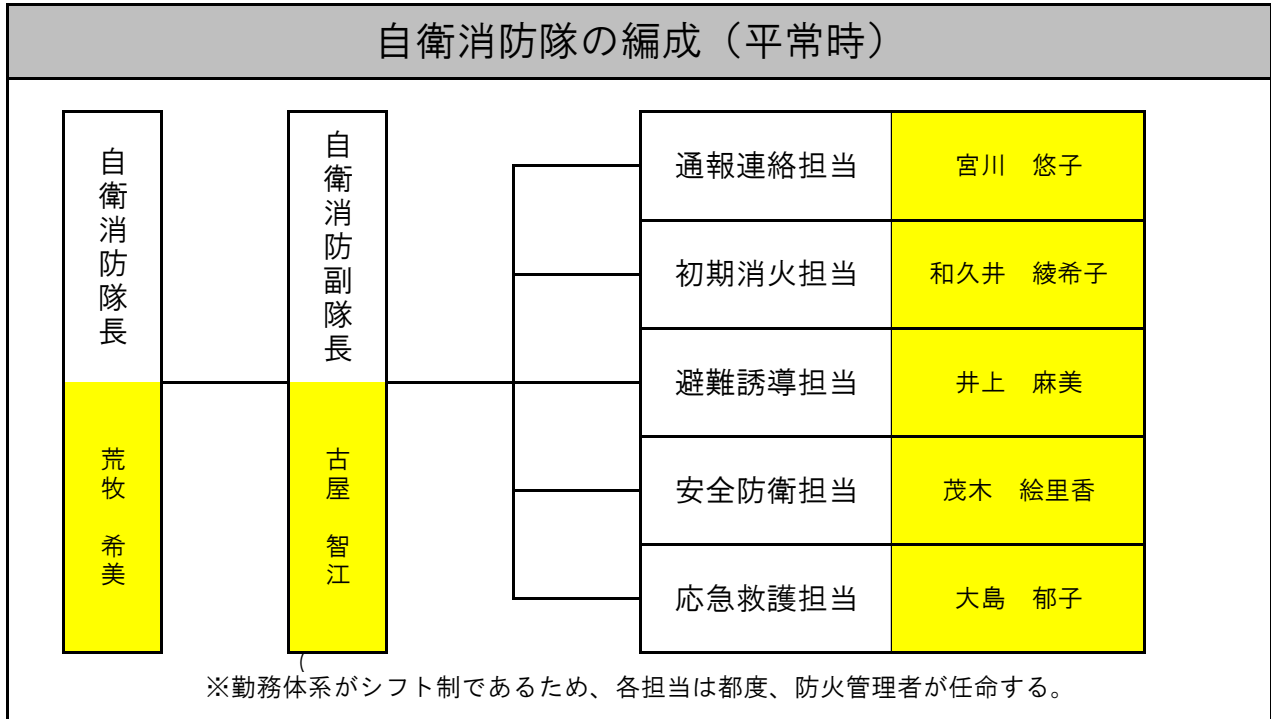 自衛消防隊の編成（平常時）
自衛消防隊長
荒牧　希美
自衛消防副隊長
古屋　智江
通報連絡担当
宮川　悠子
初期消火担当
和久井　綾希子
避難誘導担当
井上　麻美
安全防衛担当
茂木　絵里香
応急救護担当
大島　郁子
（
※勤務体系がシフト制であるため、各担当は都度、防火管理者が任命する。